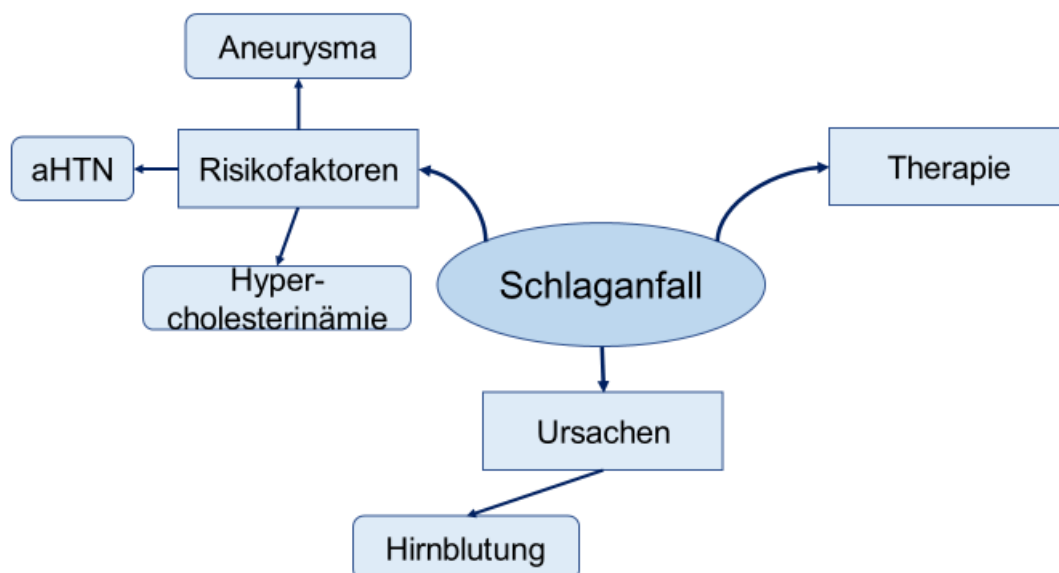 Aneurysma
aHTN
Risikofaktoren
Therapie
Hyper-
cholesterinämie
Schlaganfall
Ursachen
Hirnblutung